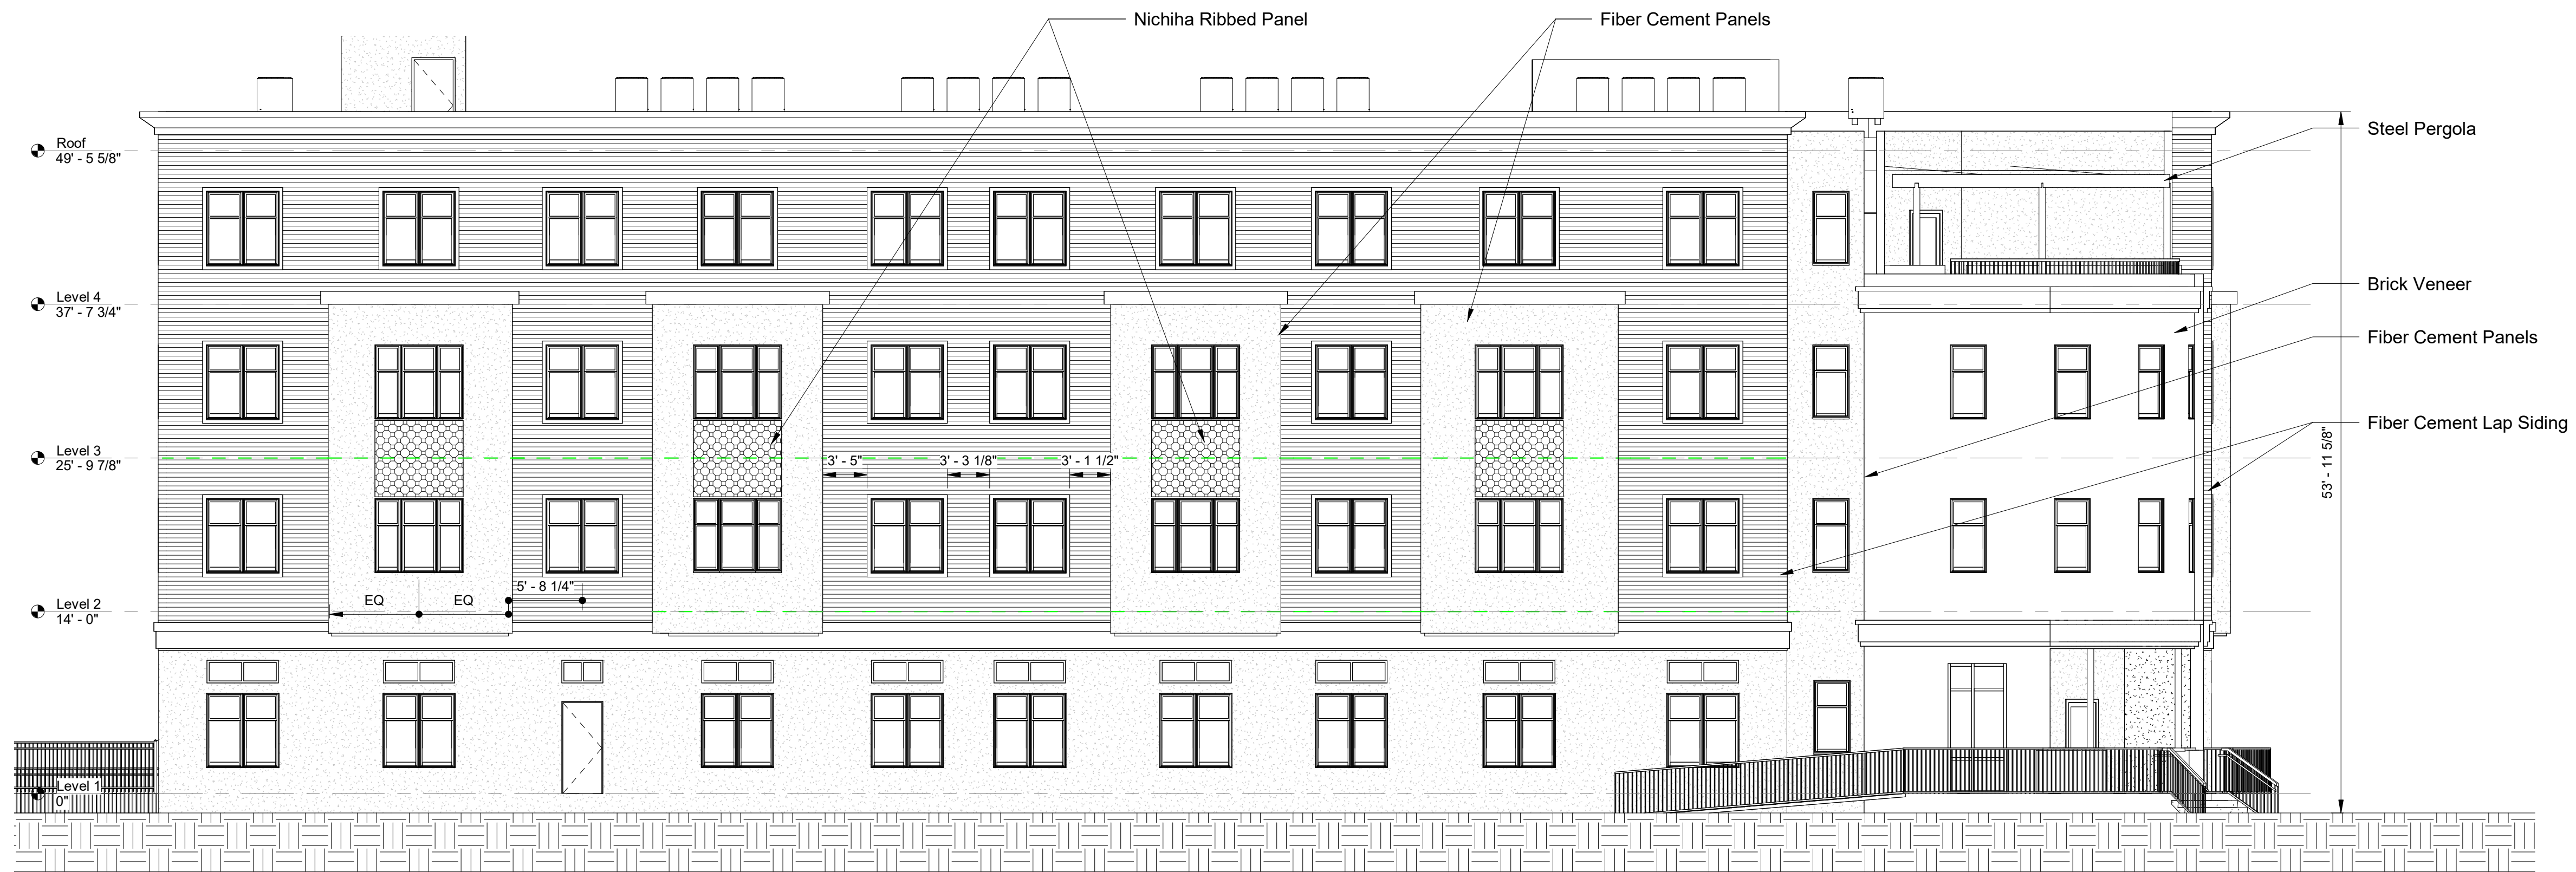 Nichiha Ribbed Panel
Fiber Cement Panels
Steel Pergola
Roof
49' - 5 5/8"
Brick Veneer
Level 4
37' - 7 3/4"
Fiber Cement Panels
Fiber Cement Lap Siding
Level 3
25' - 9 7/8"
3' - 5"
3' - 3 1/8"
3' - 1 1/2"
53' - 11 5/8"
5' - 8 1/4"
EQ
EQ
Level 2
14' - 0"
Level 1
0"